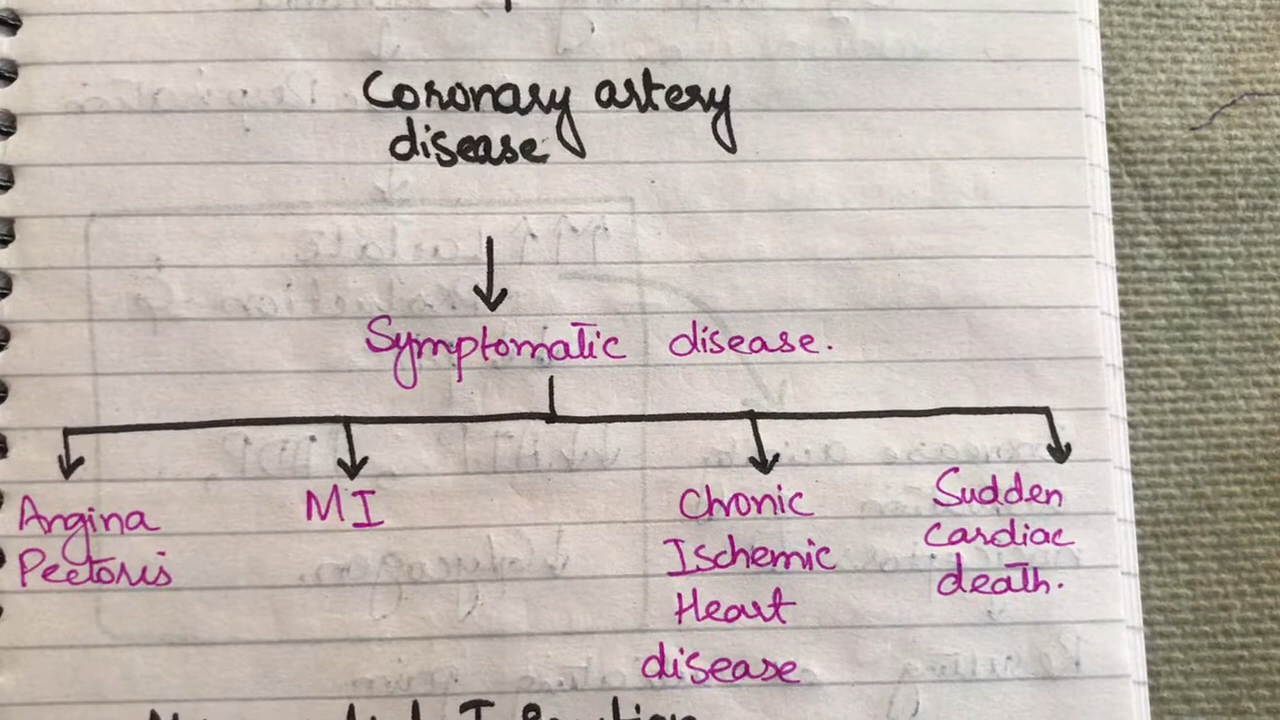 Coronary artery
disease
Symptomatic disease.
Angina
Pectoris
MI
Chronic
Ischemic
Heart
disease
Sudden
cardiac
death.